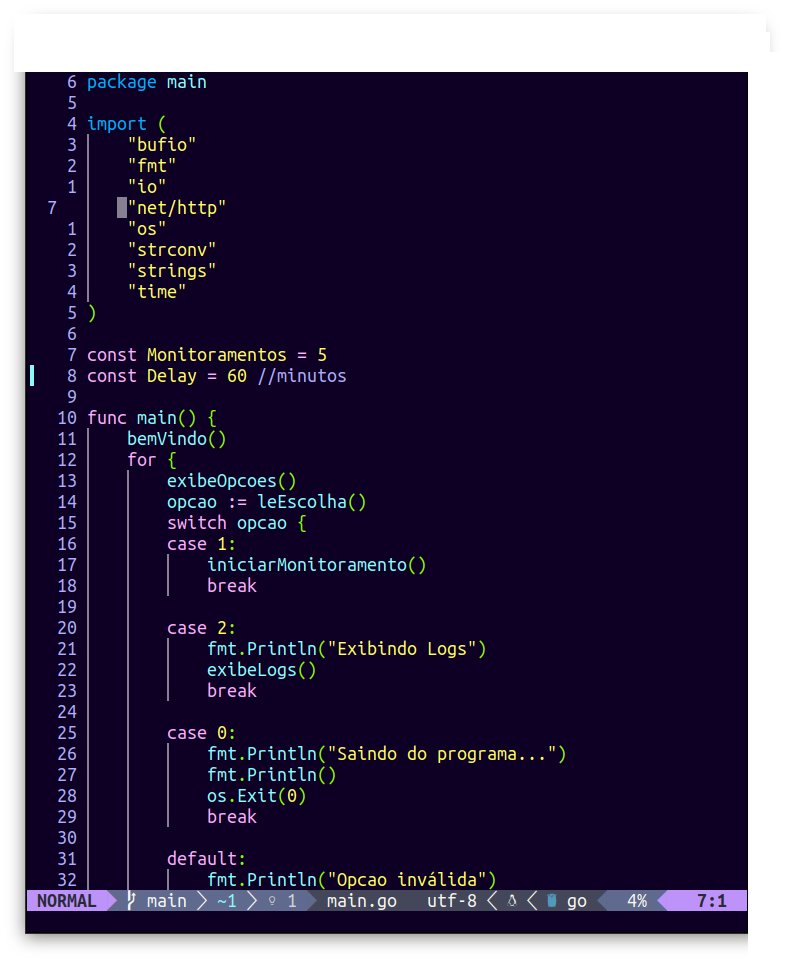 6 package main
5
4 import (
3 "bufio"
2 "fmt"
1 "io"
7 "net/http"
1 "os"
2 "strconv"
3 "strings"
4 "time"
5 )
6
7 const Monitoramentos = 5
8 const Delay = 60 //minutos
9
10 func main() {
11 bemVindo()
12 for {
13 exibeOpcoes()
14 opcao := leEscolha()
15 switch opcao {
16 case 1:
17 iniciarMonitoramento()
18 break
19
20 case 2:
21 fmt.Println("Exibindo Logs")
22 exibeLogs()
23 break
24
25 case 0:
26 fmt.Println("Saindo do programa...")
27 fmt.Println()
28 os.Exit(0)
29 break
30
31 default:
32 fmt.Println("Opcao inválida")
NORMAL main ~1 1 main.go utf-8 go 4% 7:1